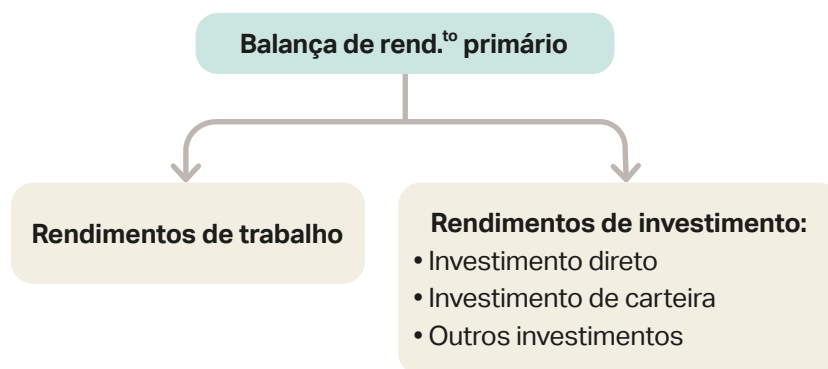 Balança de rend.to primário
Rendimentos de trabalho
Rendimentos de investimento:
• Investimento direto
• Investimento de carteira
• Outros investimentos